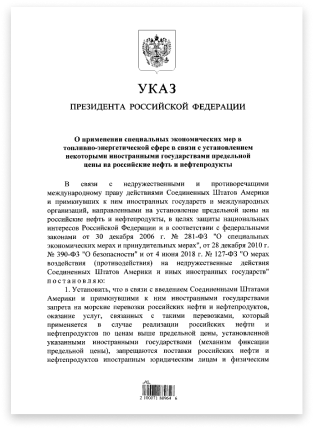 УКАЗ
ПРЕЗИДЕНТА РОССИЙСКОЙ ФЕДЕРАЦИИ
О применении специальных экономических мер в
топливно-энергетической сфере в связи с установлением
некоторыми иностранными государствами предельной
цены на российские нефть и нефтепродукты
В связи с недружественными и противоречащими
международному праву действиями Соединенных Штатов Америки
и примкнувших к ним иностранных государств и международных
организаций, направленными на установление предельной цены на
российские нефть и нефтепродукты, в целях защиты национальных
интересов Российской Федерации и в соответствии с федеральными
законами от 30 декабря 2006 г. № 281-ФЗ "О специальных
экономических мерах и принудительных мерах", от 28 декабря 2010 г.
№ 390-ФЗ "О безопасности" и от 4 июня 2018 г. № 127-ФЗ "О мерах
воздействия (противодействия) на недружественные действия
Соединенных Штатов Америки и иных иностранных государств"
постановляю:
1. Установить, что в связи с введением Соединенными Штатами
Америки и примкнувшими к ним иностранными государствами
запрета на морские перевозки российских нефти и нефтепродуктов,
оказание услуг, связанных с такими перевозками, который
применяется в случае реализации российских нефти и
нефтепродуктов по ценам выше предельной цены, установленной
указанными иностранными государствами (механизм фиксации
предельной цены), запрещаются поставки российских нефти и
нефтепродуктов иностранным юридическим лицам и физическим